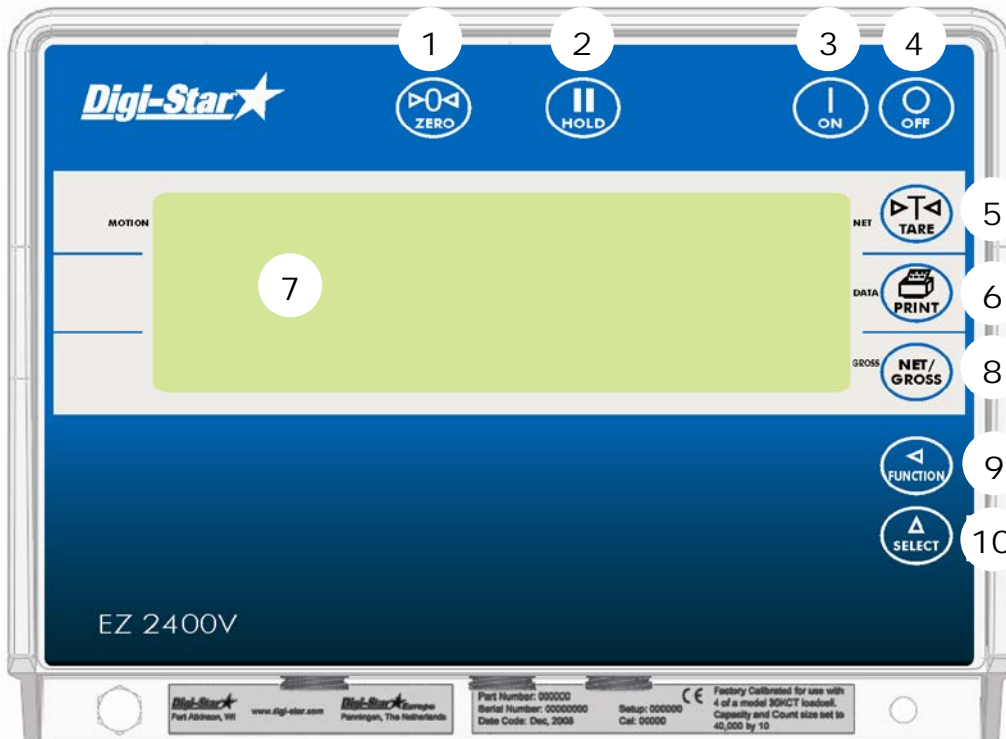 1 2 3 4
Digi-Star
▷0◁
ZERO
HOLD
ON
OFF
MOTION
NET
▷T◁
TARE
5
7
DATA
PRINT
6
GROSS
NET/
GROSS
8
FUNCTION
9
SELECT
10
EZ 2400V
Digi-Star
Fort Atkinson, WI
www.digi-star.com
Digi-Star Europe
Panningen, The Netherlands
Part Number: 000000
Serial Number: 00000000
Date Code: Dec, 2005
Setup: 000000
Cal: 00000
CE
Factory Calibrated for use with
4 of a model 30KCT loadcell.
Capacity and Count size set to
40,000 by 10